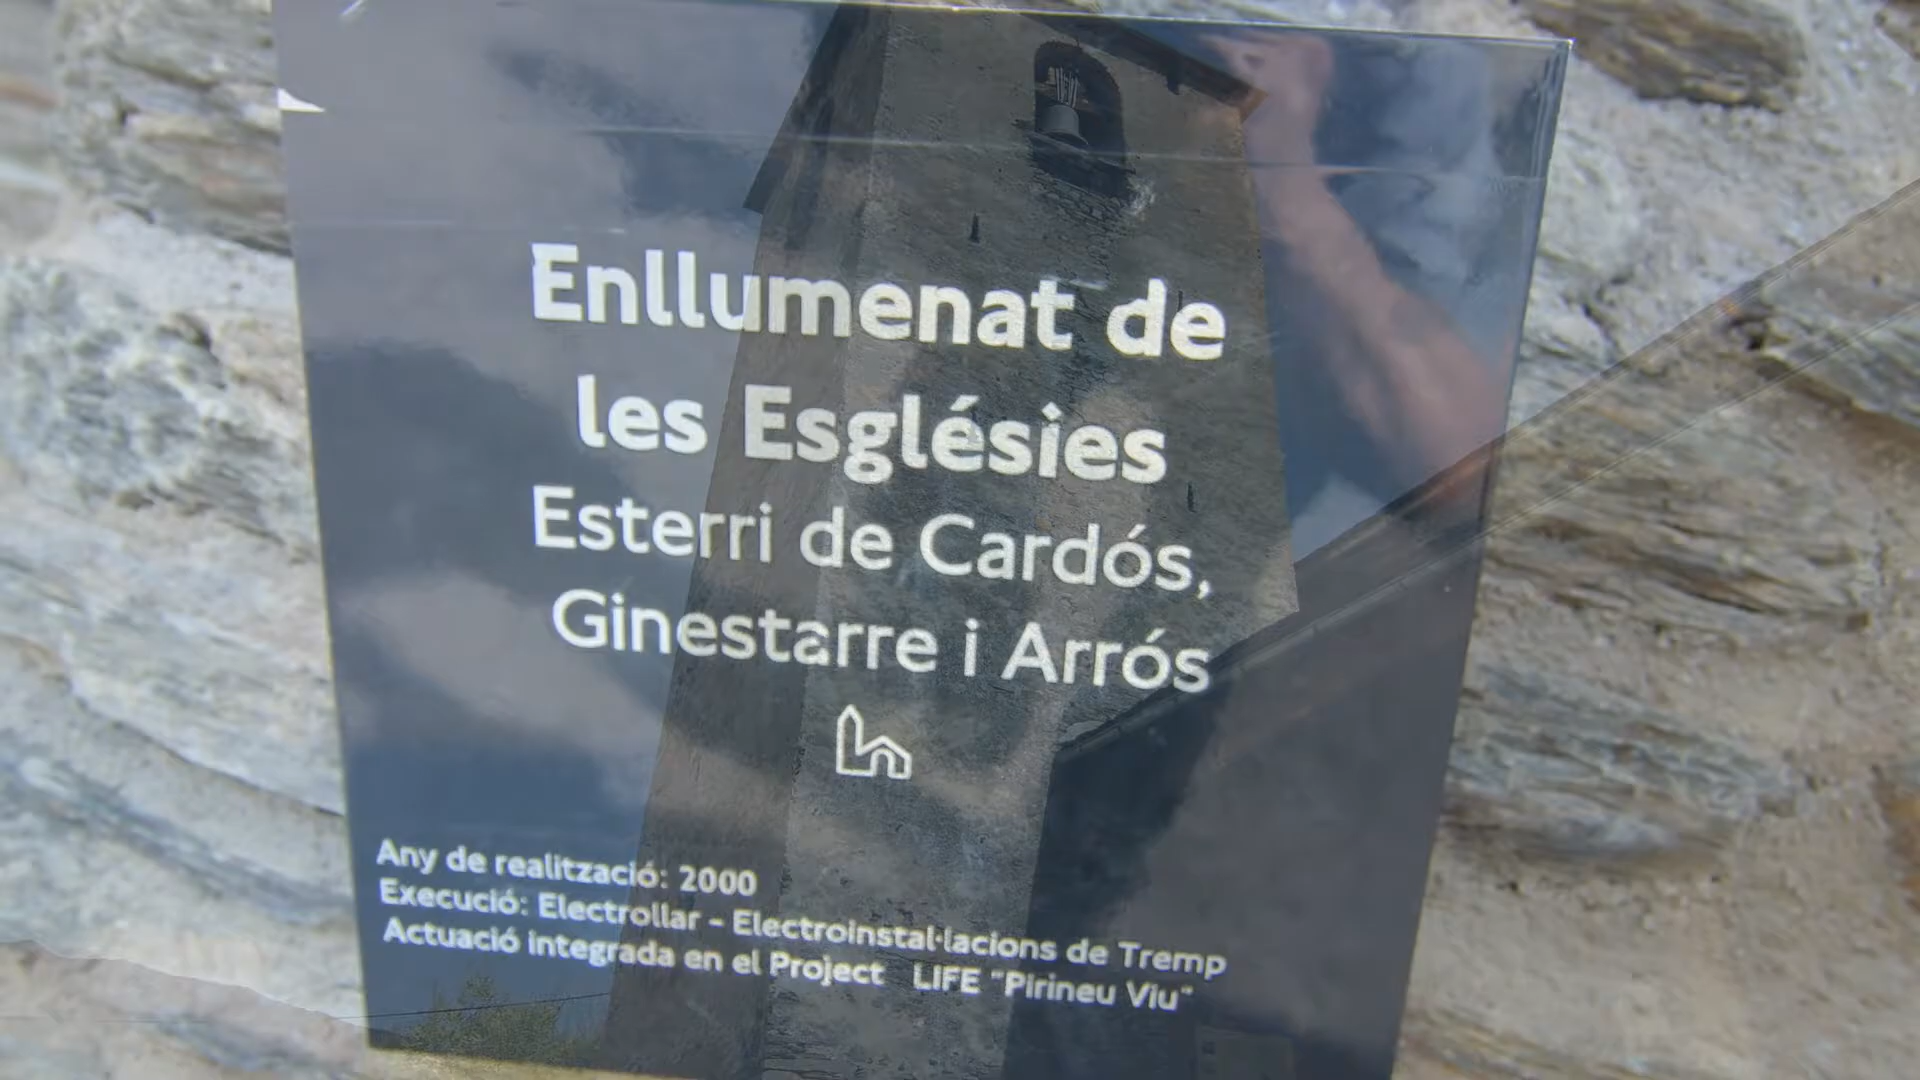 Enllumenat de
les Esglésies
Esterri de Cardós,
Ginestarre i Arrós
Any de realització: 2000
Execució: Electrollar - Electroinstal·lacions de Tremp
Actuació integrada en el Project LIFE "Pirineu Viu"